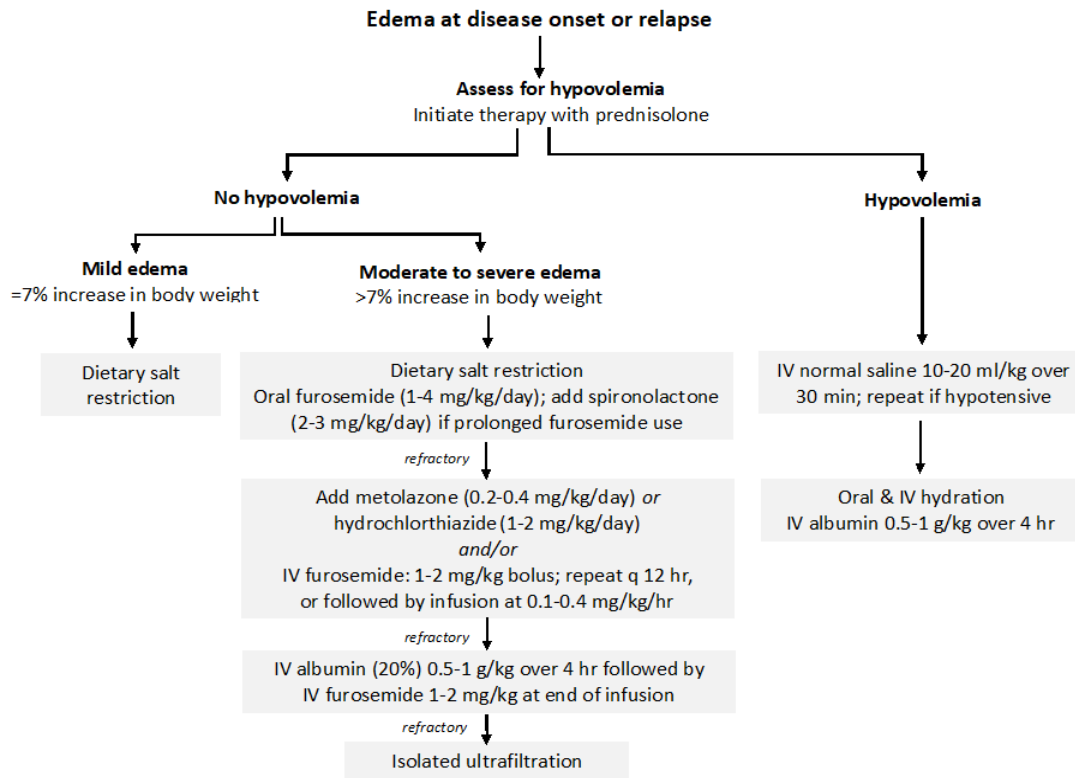 Edema at disease onset or relapse
Assess for hypovolemia
Initiate therapy with prednisolone
No hypovolemia
Hypovolemia
Mild edema
=7% increase in body weight
Moderate to severe edema
>7% increase in body weight
Dietary salt
restriction
Dietary salt restriction
Oral furosemide (1-4 mg/kg/day); add spironolactone
(2-3 mg/kg/day) if prolonged furosemide use
IV normal saline 10-20 ml/kg over
30 min; repeat if hypotensive
refractory
Add metolazone (0.2-0.4 mg/kg/day) or
hydrochlorthiazide (1-2 mg/kg/day)
and/or
IV furosemide: 1-2 mg/kg bolus; repeat q 12 hr,
or followed by infusion at 0.1-0.4 mg/kg/hr
Oral & IV hydration
IV albumin 0.5-1 g/kg over 4 hr
refractory
IV albumin (20%) 0.5-1 g/kg over 4 hr followed by
IV furosemide 1-2 mg/kg at end of infusion
refractory
Isolated ultrafiltration